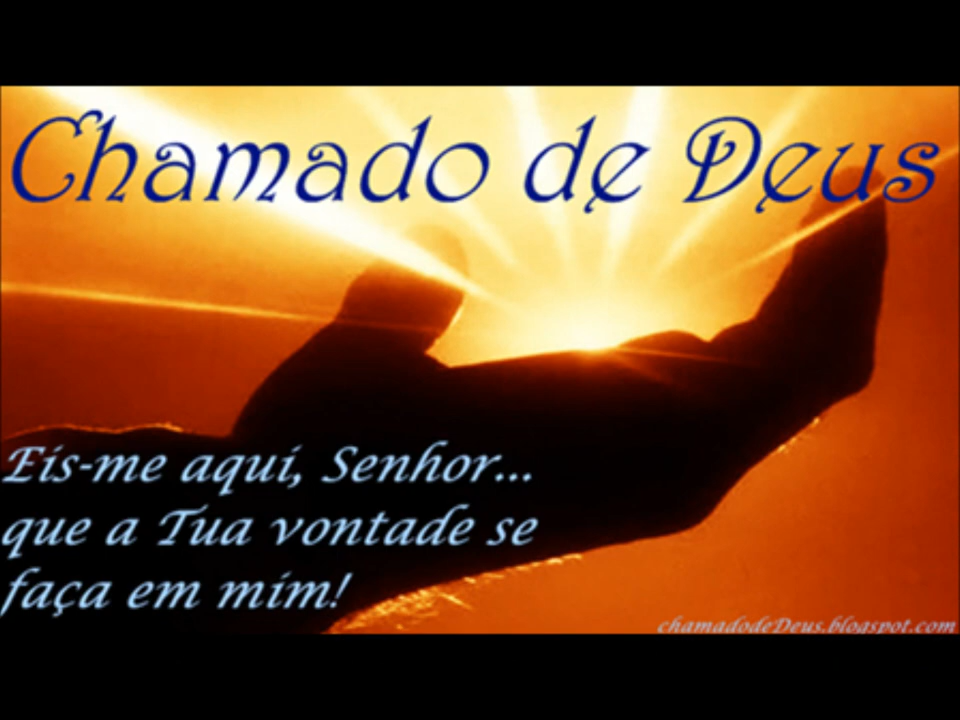 Chamado de Deus
Eis-me aqui, Senhor...
que a Tua vontade se
faça em mim!
chamadodeDeus.blogspot.com